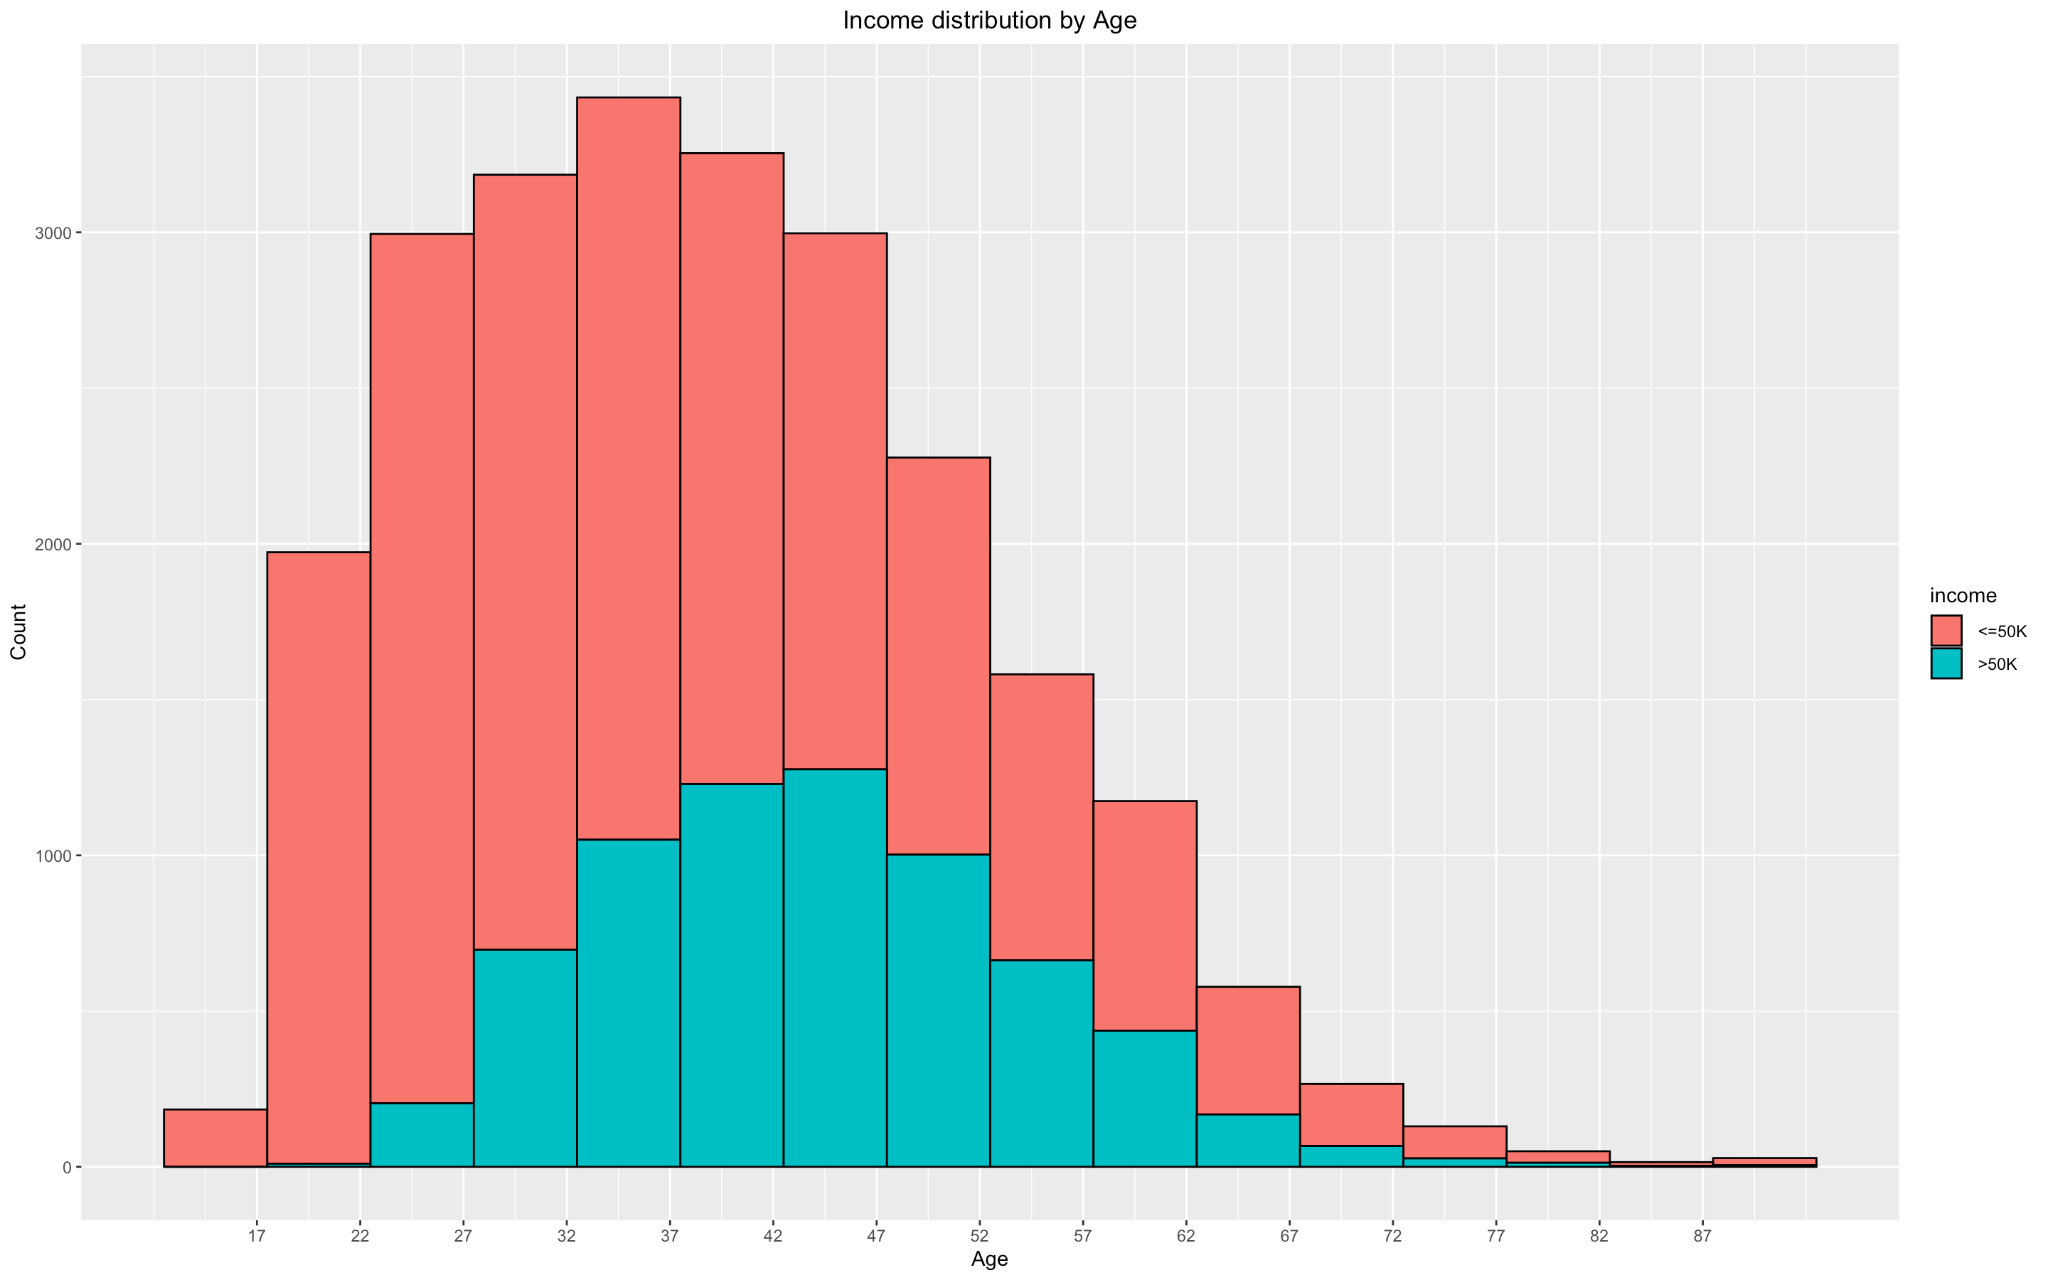 Income distribution by Age
3000
2000
1000
0
Count
17 22 27 32 37 42 47 52 57 62 67 72 77 82 87
Age
income
<=50K
>50K